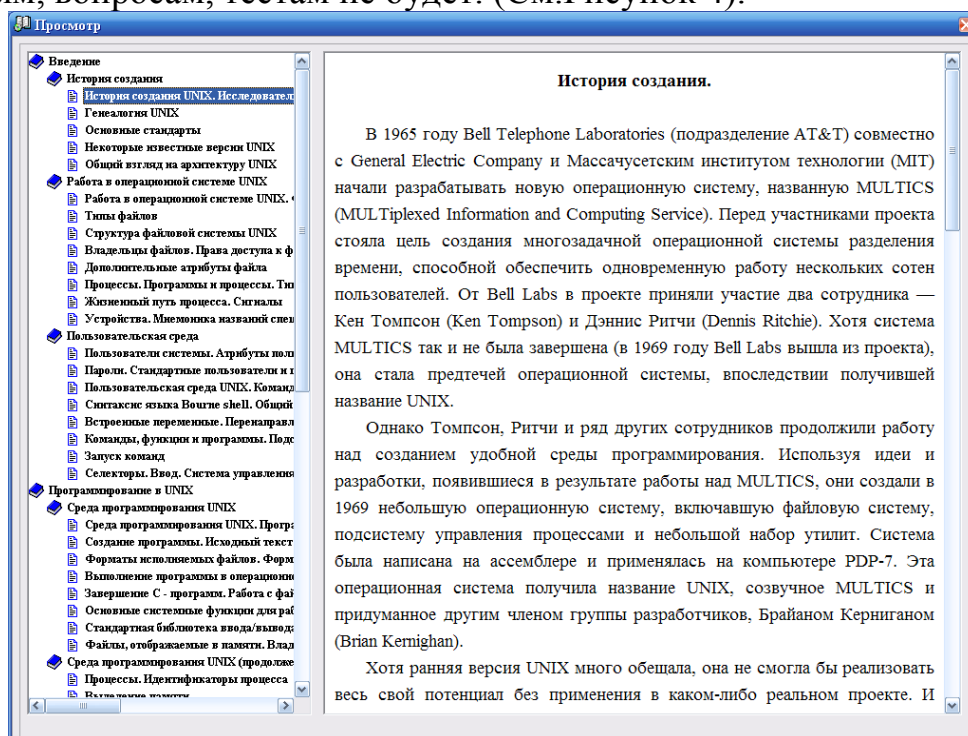 вопросам, тестам не будет. (См.Рисунок 4).
Просмотр
Введение
История создания
История создания UNIX. Исследовател
Генеалогия UNIX
Основные стандарты
Некоторые известные версии UNIX
Общий взгляд на архитектуру UNIX
Работа в операционной системе UNIX
Работа в операционной системе UNIX.
Типы файлов
Структура файловой системы UNIX
Владельцы файлов. Права доступа к ф
Дополнительные атрибуты файла
Процессы. Программы и процессы. Тип
Жизненный путь процесса. Сигналы
Устройства. Мнемоника названий спец
Пользовательская среда
Пользователи системы. Атрибуты поль
Пароли. Стандартные пользователи и г
Пользовательская среда UNIX. Команд
Синтаксис языка Bourne shell. Общий
Встроенные переменные. Перенаправл
Команды, функции и программы. Подс
Запуск команд
Селекторы. Ввод. Система управления
Программирование в UNIX
Среда программирования UNIX
Среда программирования UNIX. Програ
Создание программы. Исходный текст
Форматы исполняемых файлов. Форм
Выполнение программы в операционно
Завершение С - программ. Работа с фай
Основные системные функции для раб
Стандартная библиотека ввода/вывода
Файлы, отображаемые в памяти. Влад
Среда программирования UNIX (продолже
Процессы. Идентификаторы процесса
Выделение памяти
История создания.
В 1965 году Bell Telephone Laboratories (подразделение AT&T) совместно
с General Electric Company и Массачусетским институтом технологии (MIT)
начали разрабатывать новую операционную систему, названную MULTICS
(MULTiplexed Information and Computing Service). Перед участниками проекта
стояла цель создания многозадачной операционной системы разделения
времени, способной обеспечить одновременную работу нескольких сотен
пользователей. От Bell Labs в проекте приняли участие два сотрудника —
Кен Томпсон (Ken Tompson) и Дэннис Ритчи (Dennis Ritchie). Хотя система
MULTICS так и не была завершена (в 1969 году Bell Labs вышла из проекта),
она стала предтечей операционной системы, впоследствии получившей
название UNIX.
Однако Томпсон, Ритчи и ряд других сотрудников продолжили работу
над созданием удобной среды программирования. Используя идеи и
разработки, появившиеся в результате работы над MULTICS, они создали в
1969 небольшую операционную систему, включавшую файловую систему,
подсистему управления процессами и небольшой набор утилит. Система
была написана на ассемблере и применялась на компьютере PDP-7. Эта
операционная система получила название UNIX, созвучное MULTICS и
придуманное другим членом группы разработчиков, Брайаном Керниганом
(Brian Kernighan).
Хотя ранняя версия UNIX много обещала, она не смогла бы реализовать
весь свой потенциал без применения в каком-либо реальном проекте. И